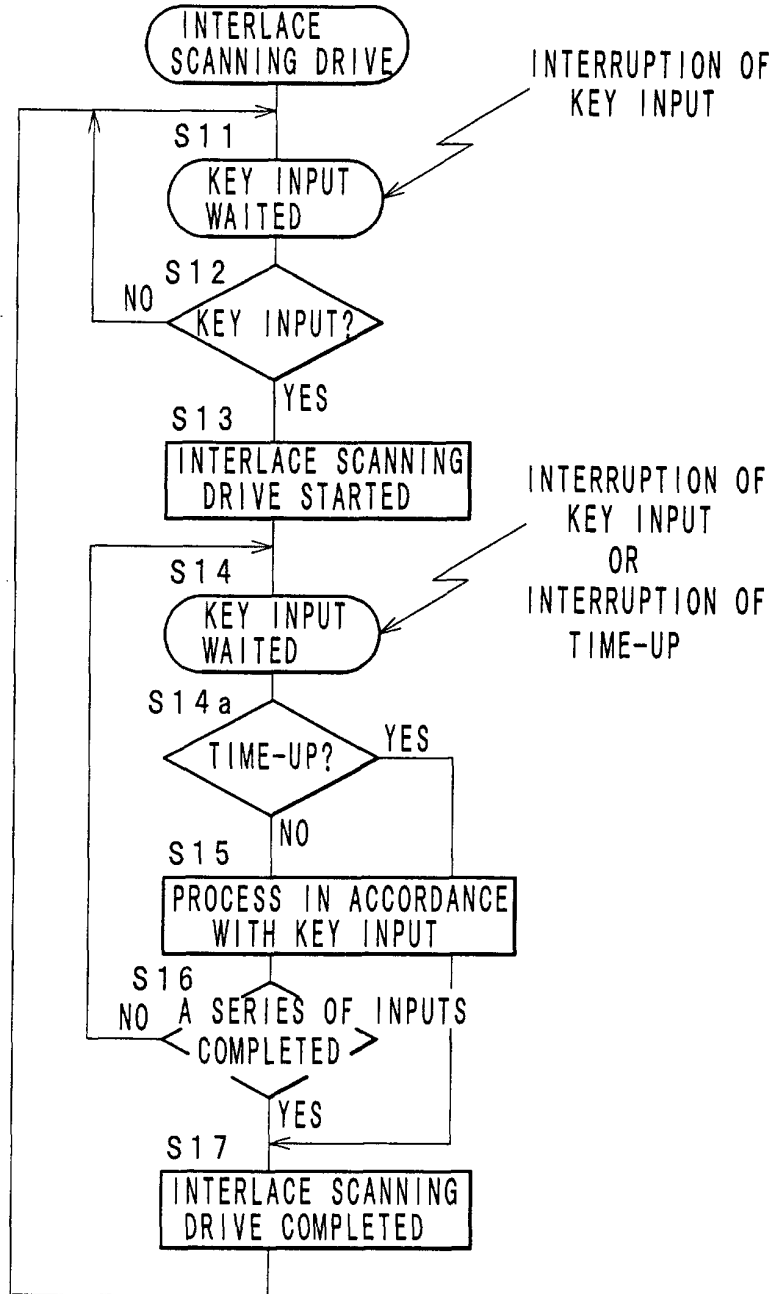 INTERLACE
SCANNING DRIVE
INTERRUPTION OF
KEY INPUT
S11
KEY INPUT
WAITED
S12
NO
KEY INPUT?
YES
S13
INTERLACE SCANNING
DRIVE STARTED
INTERRUPTION OF
KEY INPUT
OR
INTERRUPTION OF
TIME-UP
S14
KEY INPUT
WAITED
S14a
TIME-UP?
YES
NO
S15
PROCESS IN ACCORDANCE
WITH KEY INPUT
S16
NO
A SERIES OF INPUTS
COMPLETED
YES
S17
INTERLACE SCANNING
DRIVE COMPLETED